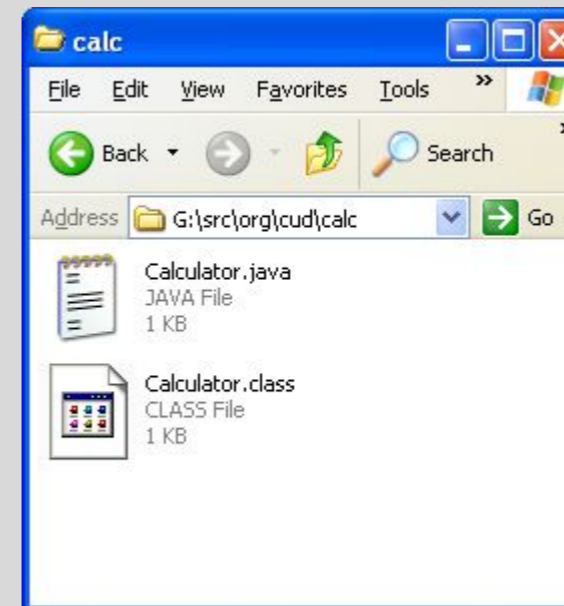 calc
File Edit View Favorites Tools »
Back Search »
Address G:\src\org\cud\calc Go
Calculator.java
JAVA File
1 KB
Calculator.class
CLASS File
1 KB